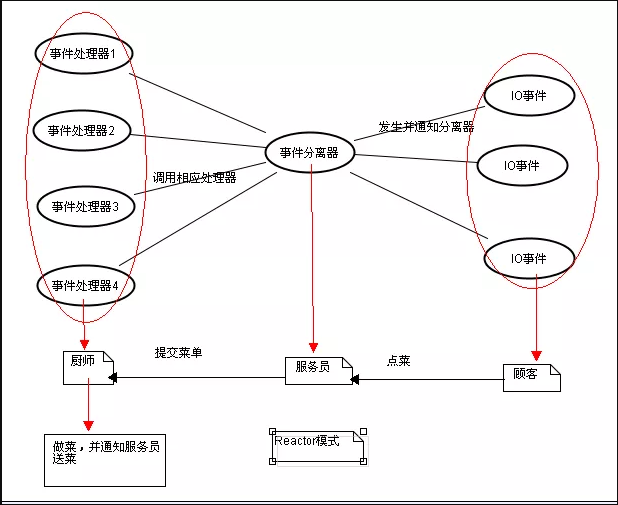 事件处理器1
IO事件
发生并通知分离器
事件处理器2
事件分离器
IO事件
调用相应处理器
事件处理器3
IO事件
事件处理器4
提交菜单
点菜
厨师
服务员
顾客
做菜，并通知服务员
送菜
Reactor模式